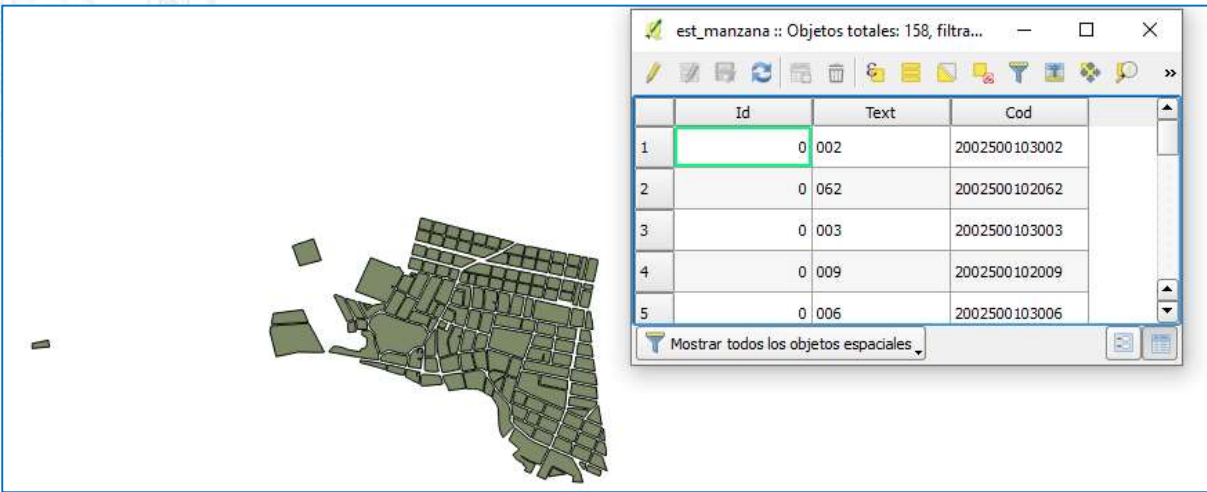 est_manzana :: Objetos totales: 158, filtra...
»
Id Text Cod
1 0 002 2002500103002
2 0 062 2002500102062
3 0 003 2002500103003
4 0 009 2002500102009
5 0 006 2002500103006
Mostrar todos los objetos espaciales